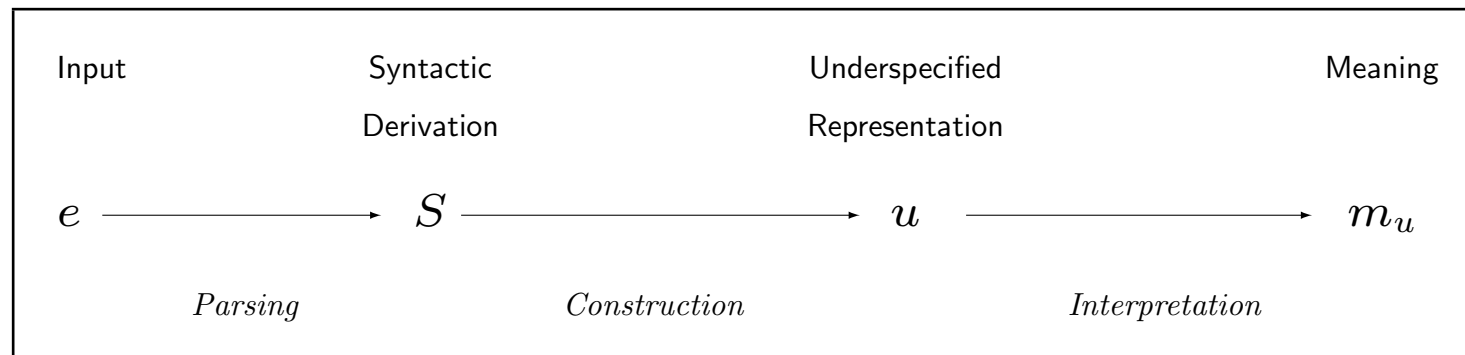 Input Syntactic Underspecified Meaning
Derivation Representation
e S u m_u
Parsing Construction Interpretation